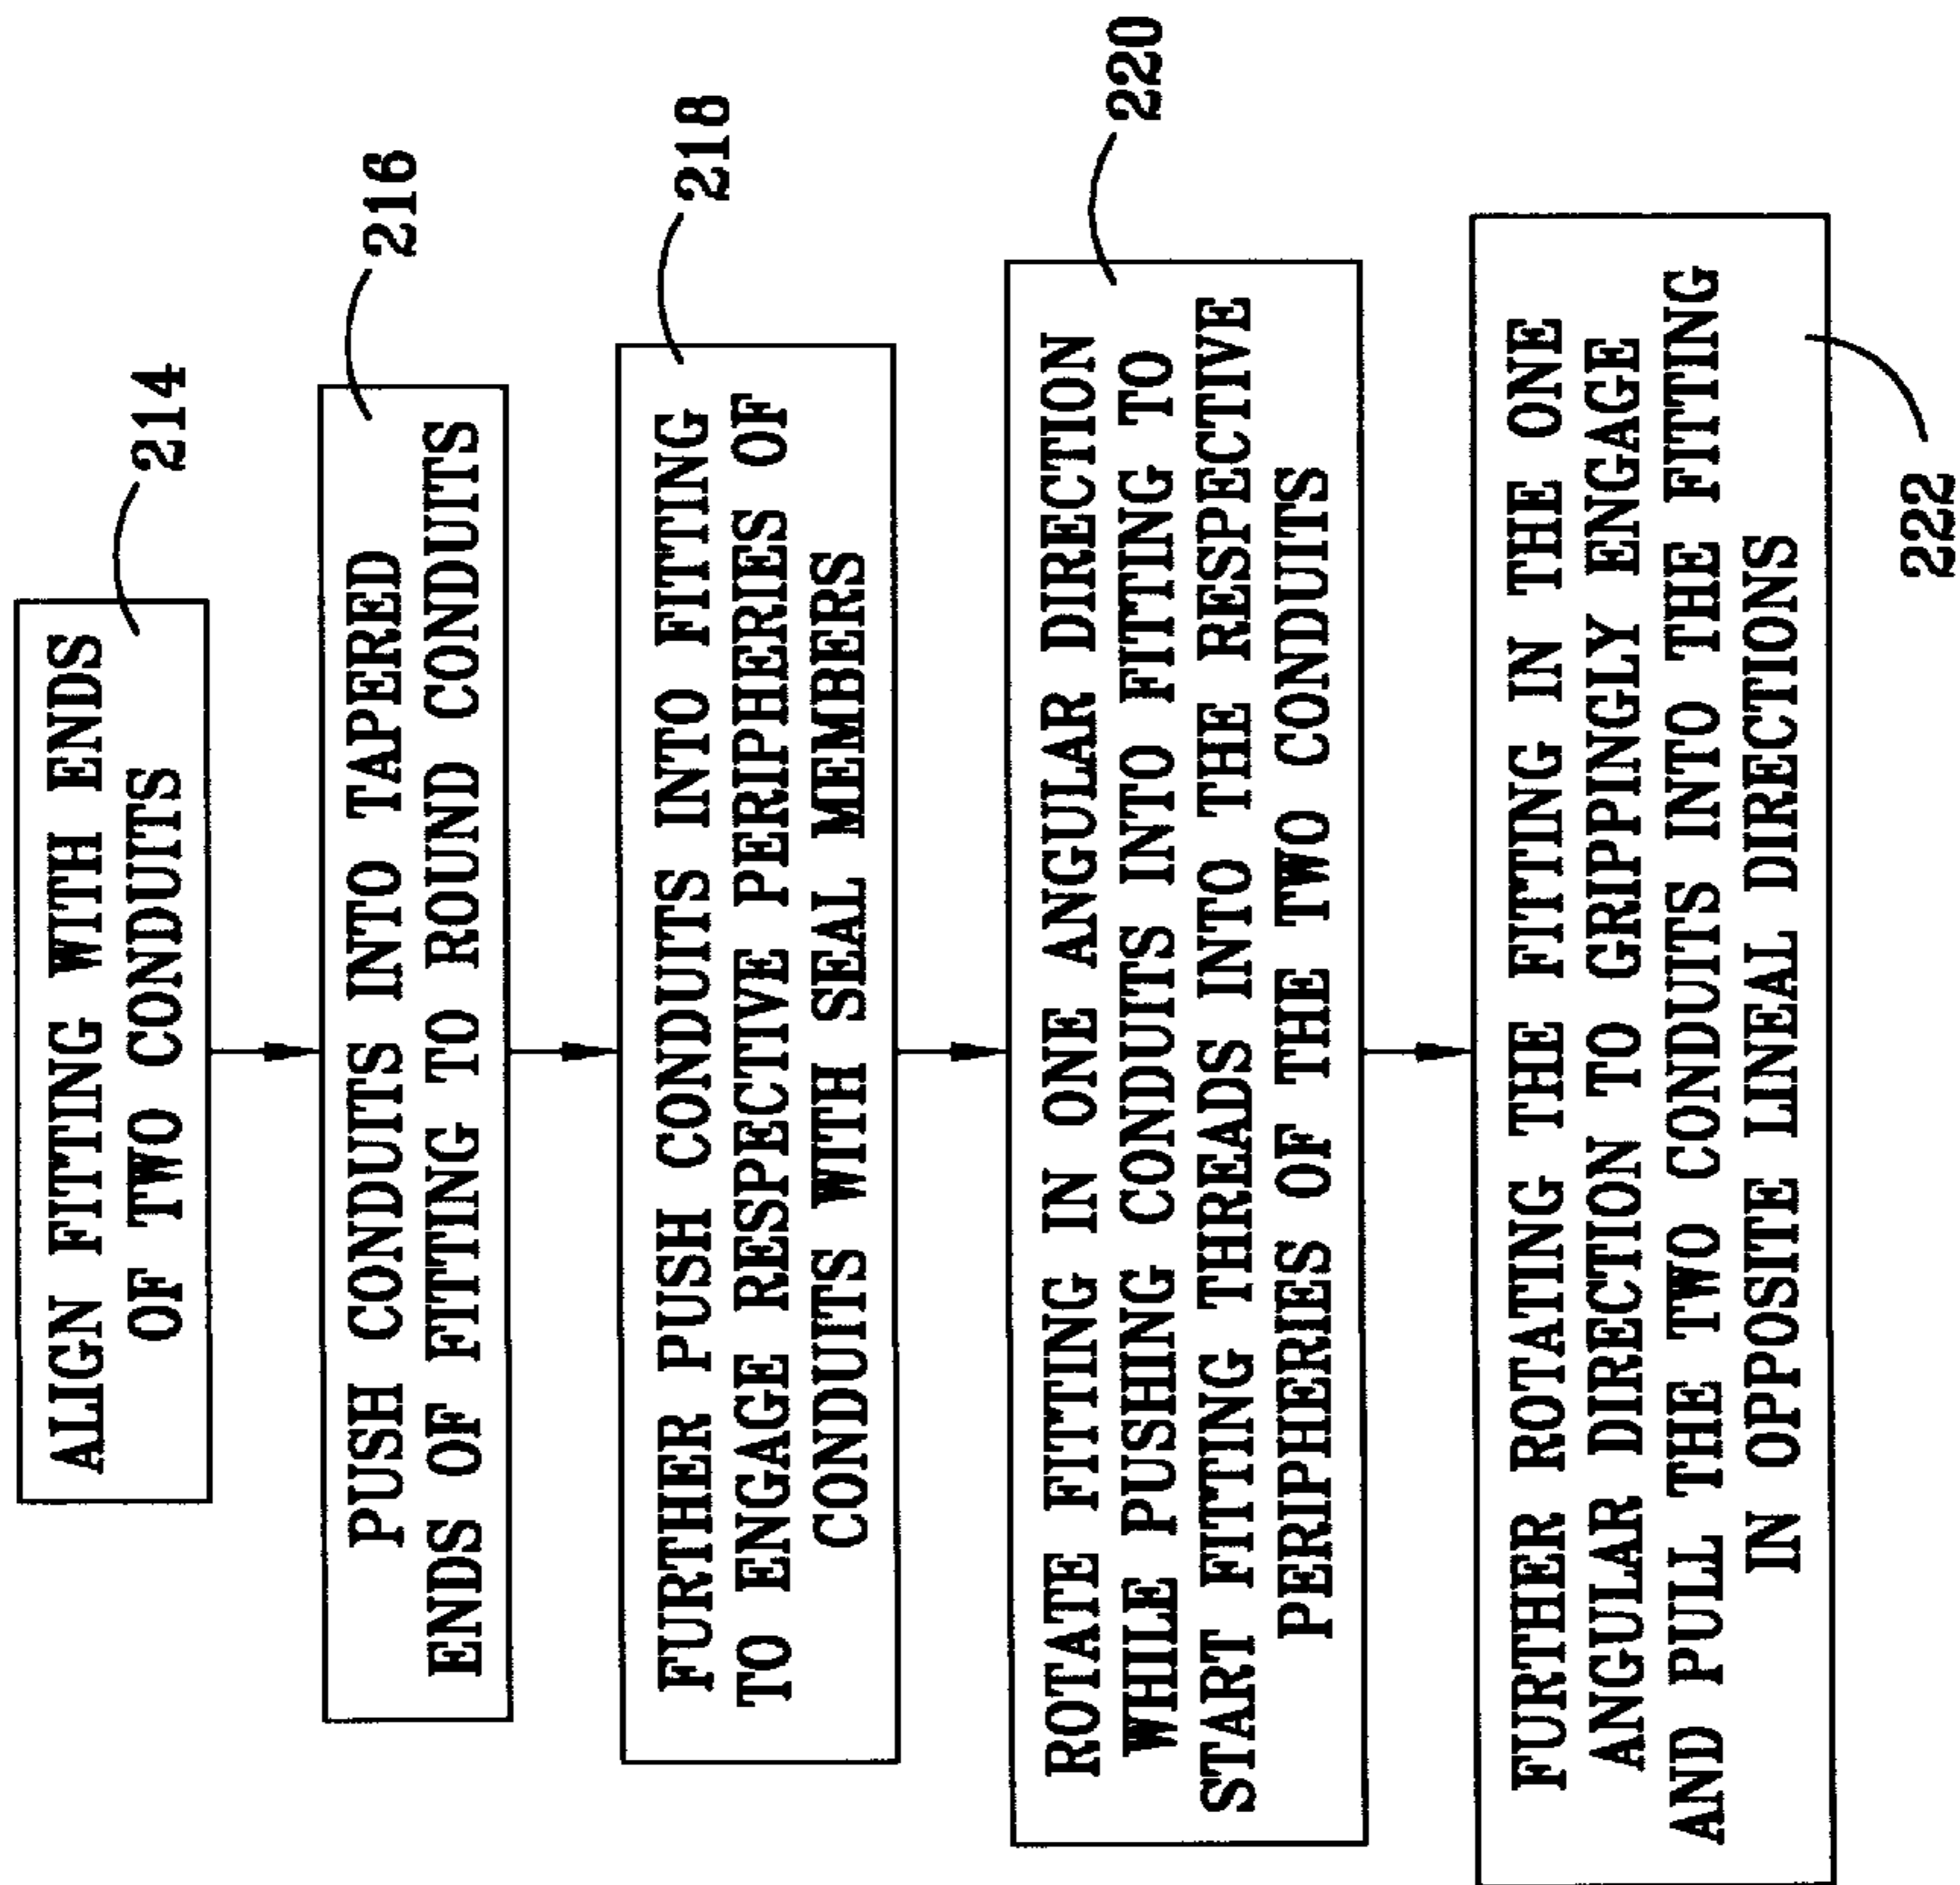 ALIGN FITTING WITH ENDS
OF TWO CONDUITS
214
PUSH CONDUITS INTO TAPERED
ENDS OF FITTING TO ROUND CONDUITS
216
FURTHER PUSH CONDUITS INTO FITTING
TO ENGAGE RESPECTIVE PERIPHERIES OF
CONDUITS WITH SEAL MEMBERS
218
ROTATE FITTING IN ONE ANGULAR DIRECTION
WHILE PUSHING CONDUITS INTO FITTING TO
START FITTING THREADS INTO THE RESPECTIVE
PERIPHERIES OF THE TWO CONDUITS
220
FURTHER ROTATING THE FITTING IN THE ONE
ANGULAR DIRECTION TO GRIPPINGLY ENGAGE
AND PULL THE TWO CONDUITS INTO THE FITTING
IN OPPOSITE LINEAL DIRECTIONS
222